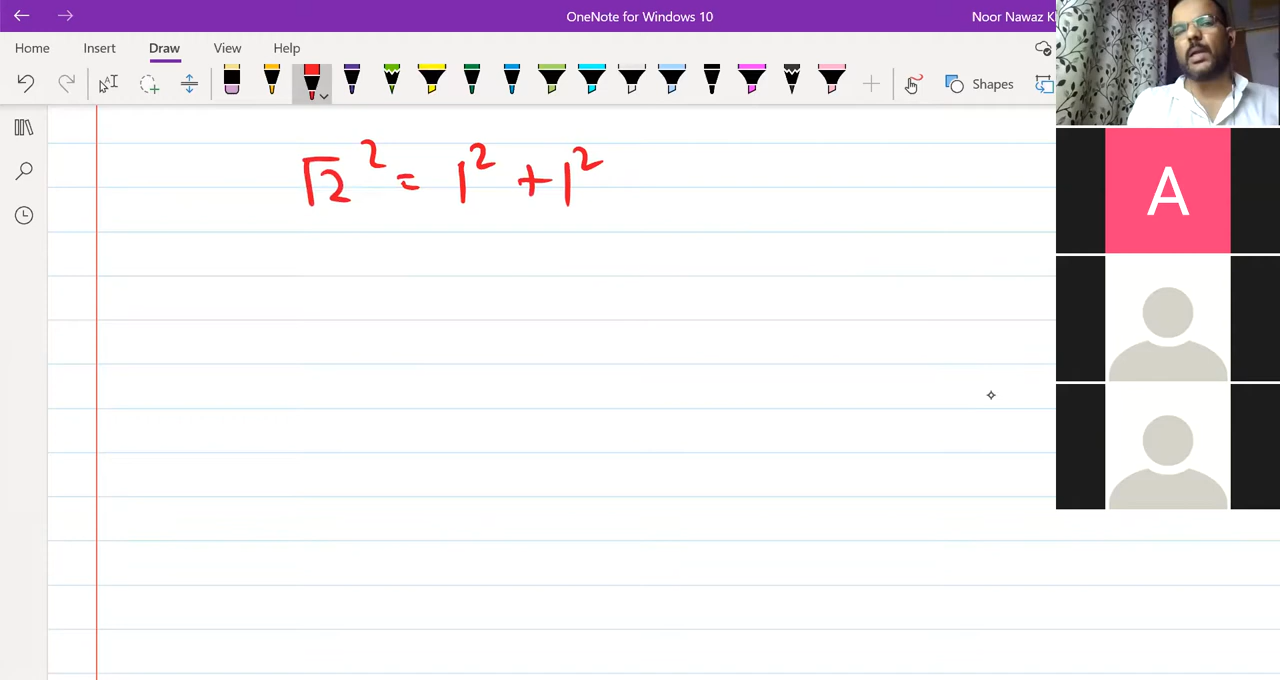 OneNote for Windows 10
Noor Nawaz K
Home Insert Draw View Help
Shapes
√2² = 1² + 1²
A